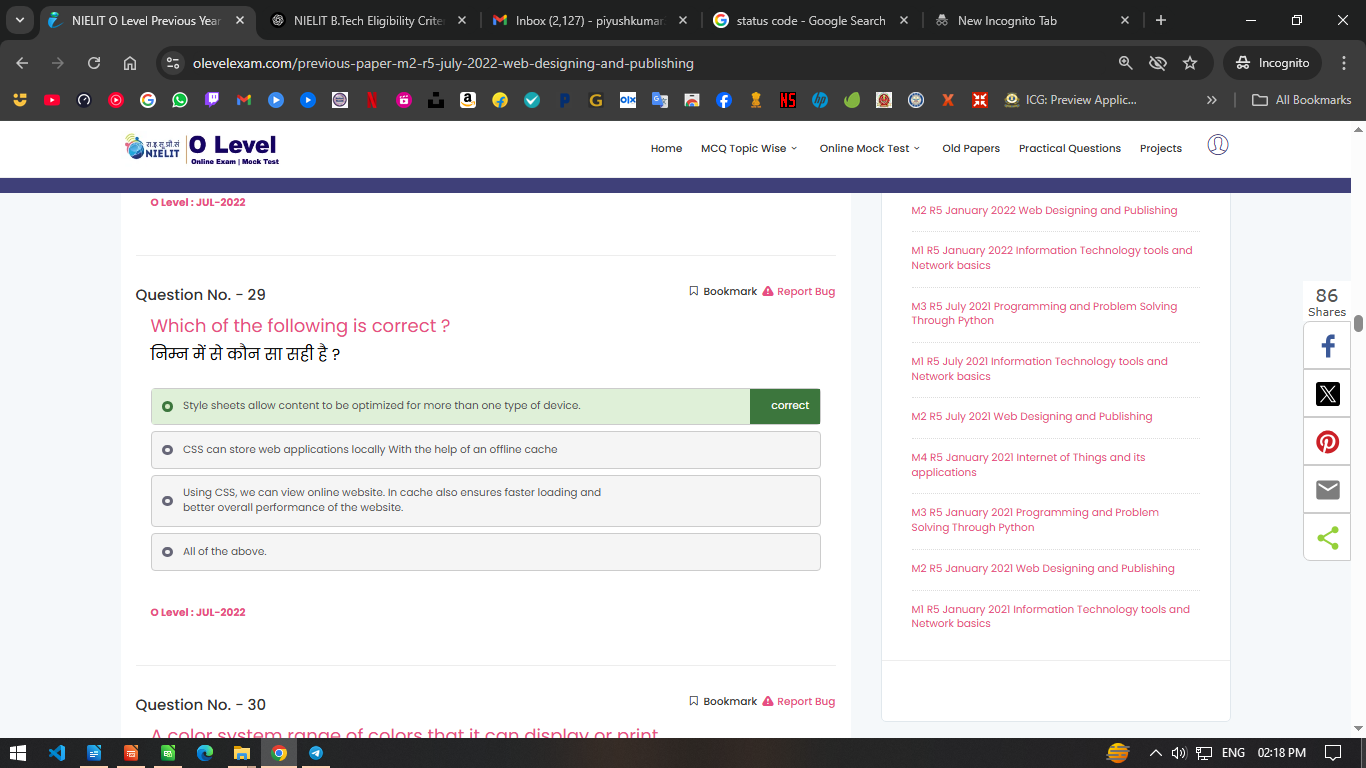 NIELIT O Level Previous Year
NIELIT B.Tech Eligibility Crite
Inbox (2,127) - piyushkumar
status code - Google Search
New Incognito Tab
olevelexam.com/previous-paper-m2-r5-july-2022-web-designing-and-publishing
Incognito
ICG: Preview Applic...
All Bookmarks
रा.इ.सू.प्रौ.सं
NIELIT
O Level
Online Exam | Mock Test
Home
MCQ Topic Wise
Online Mock Test
Old Papers
Practical Questions
Projects
O Level : JUL-2022
Question No. - 29
Bookmark
Report Bug
Which of the following is correct ?
निम्न में से कौन सा सही है ?
Style sheets allow content to be optimized for more than one type of device.
correct
CSS can store web applications locally With the help of an offline cache
Using CSS, we can view online website. In cache also ensures faster loading and
better overall performance of the website.
All of the above.
O Level : JUL-2022
Question No. - 30
Bookmark
Report Bug
A color system range of colors that it can display or print
M2 R5 January 2022 Web Designing and Publishing
M1 R5 January 2022 Information Technology tools and
Network basics
M3 R5 July 2021 Programming and Problem Solving
Through Python
M1 R5 July 2021 Information Technology tools and
Network basics
M2 R5 July 2021 Web Designing and Publishing
M4 R5 January 2021 Internet of Things and its
applications
M3 R5 January 2021 Programming and Problem
Solving Through Python
M2 R5 January 2021 Web Designing and Publishing
M1 R5 January 2021 Information Technology tools and
Network basics
86
Shares
ENG
02:18 PM